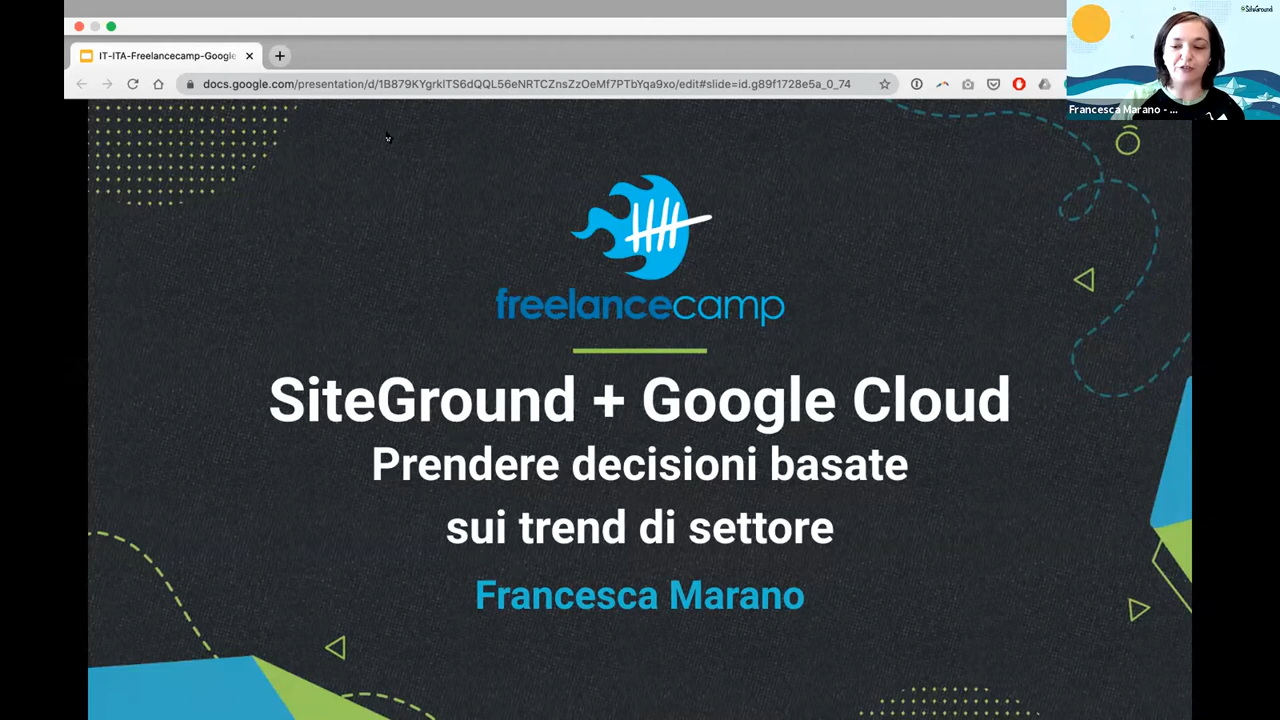 IT-ITA-Freelancecamp-Google
docs.google.com/presentation/d/1B879KYgrklTS6dQQL56eNRTCZnsZzOeMf7PTbYqa9xo/edit#slide=id.g89f1728e5a_0_74
SiteGround
Francesca Marano - ...
freelancecamp
SiteGround + Google Cloud
Prendere decisioni basate
sui trend di settore
Francesca Marano